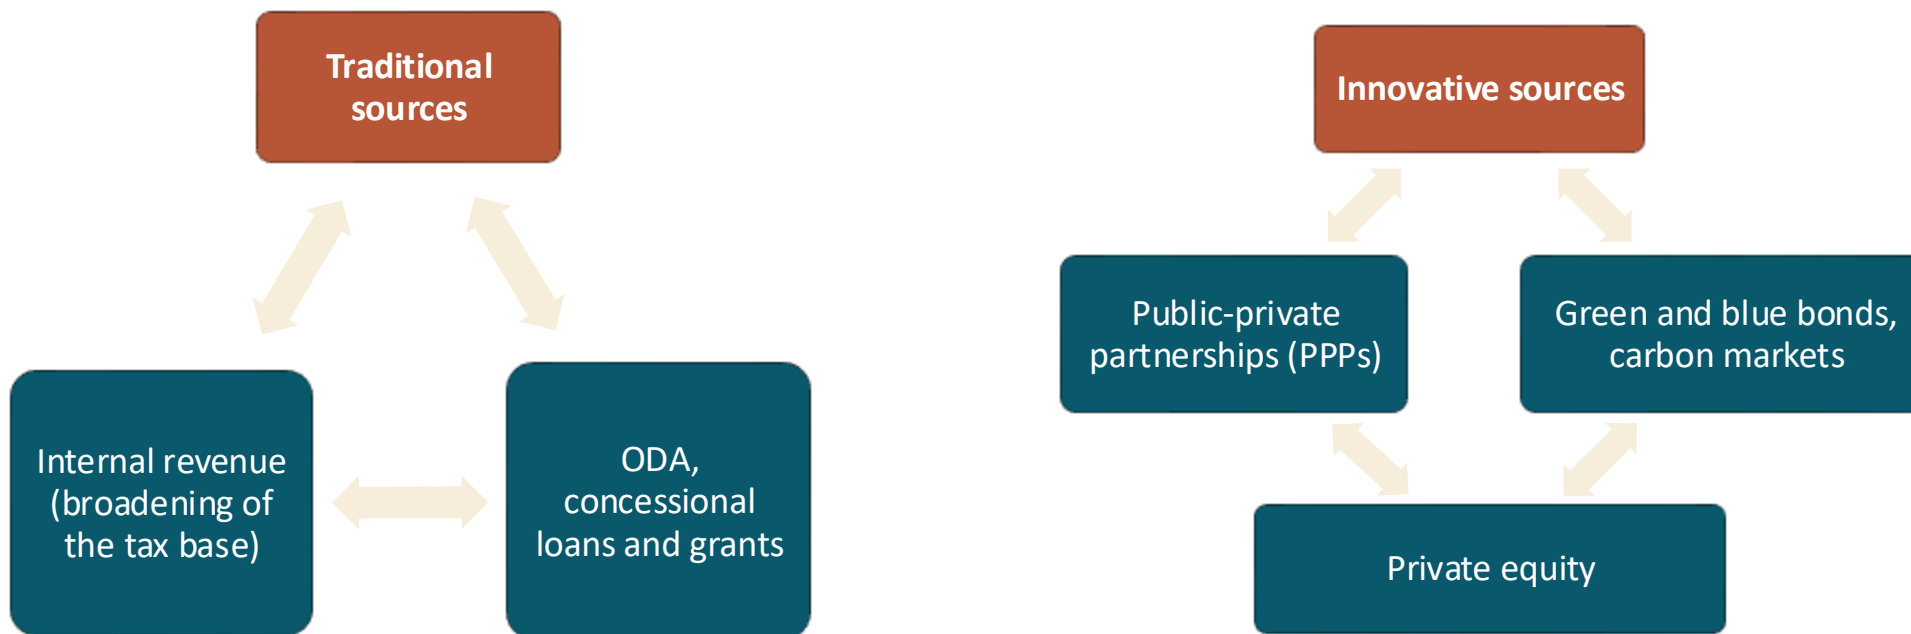 Traditional
sources
Internal revenue
(broadening of
the tax base)
ODA,
concessional
loans and grants
Innovative sources
Public-private
partnerships (PPPs)
Green and blue bonds,
carbon markets
Private equity